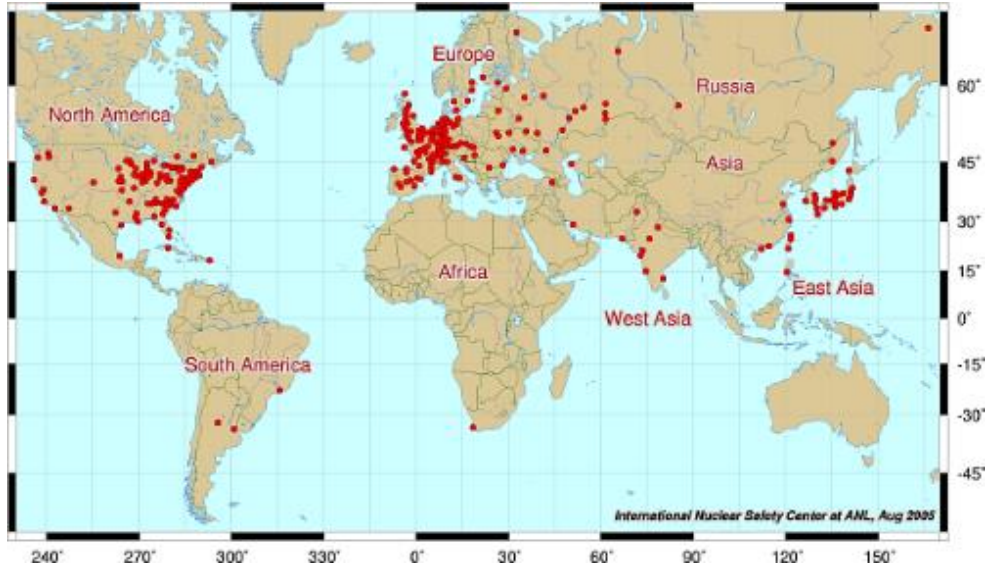 Europe
Russia
60°
North America
Asia
45°
30°
Africa
15°
East Asia
West Asia
0°
South America
-15°
-30°
-45°
International Nuclear Safety Center at ANL, Aug 2005
240° 270° 300° 330° 0° 30° 60° 90° 120° 150°